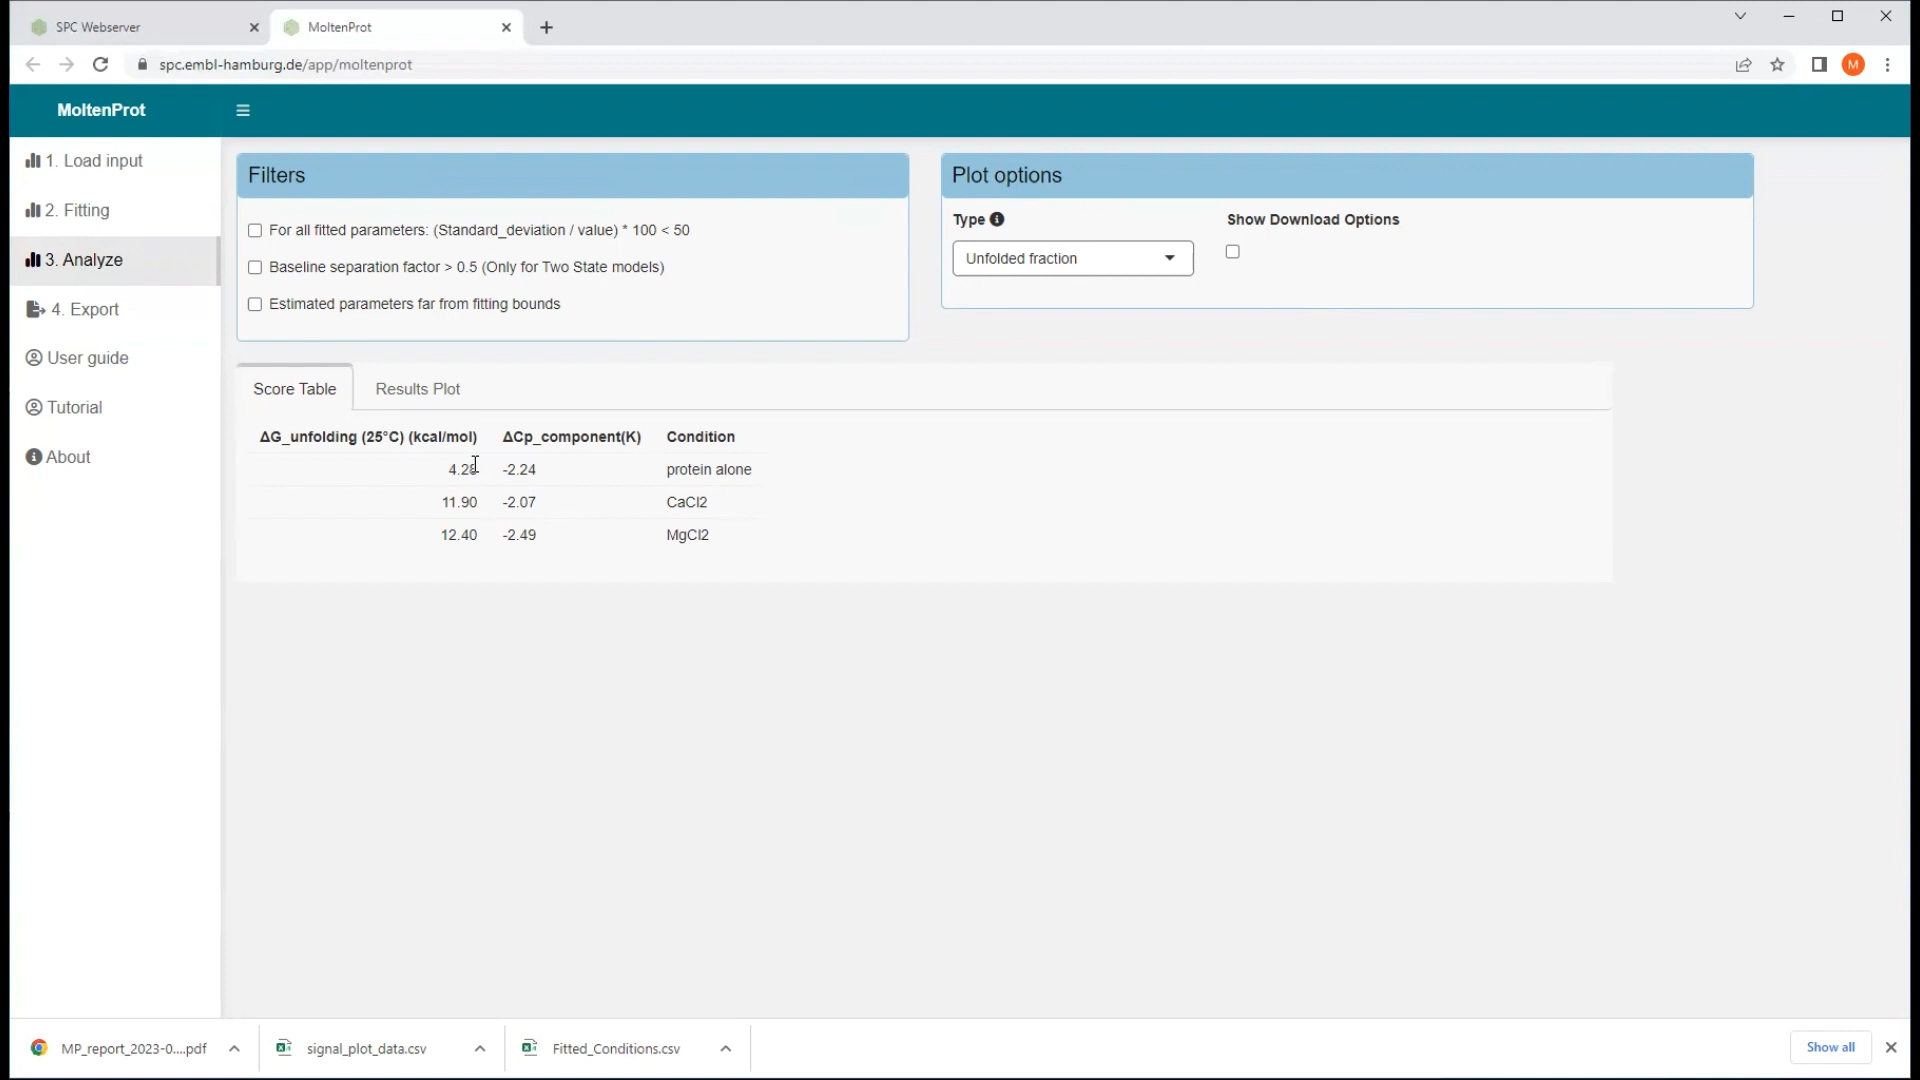 SPC Webserver
MoltenProt
spc.embl-hamburg.de/app/moltenprot
M
MoltenProt
1. Load input
2. Fitting
3. Analyze
4. Export
User guide
Tutorial
About
Filters
For all fitted parameters: (Standard_deviation / value) * 100 < 50
Baseline separation factor > 0.5 (Only for Two State models)
Estimated parameters far from fitting bounds
Plot options
Type
Show Download Options
Unfolded fraction
Score Table Results Plot
ΔG_unfolding (25°C) (kcal/mol) ΔCp_component(K) Condition
-2.24 protein alone
11.90 -2.07 CaCl2
12.40 -2.49 MgCl2
MP_report_2023-0....pdf
signal_plot_data.csv
Fitted_Conditions.csv
Show all